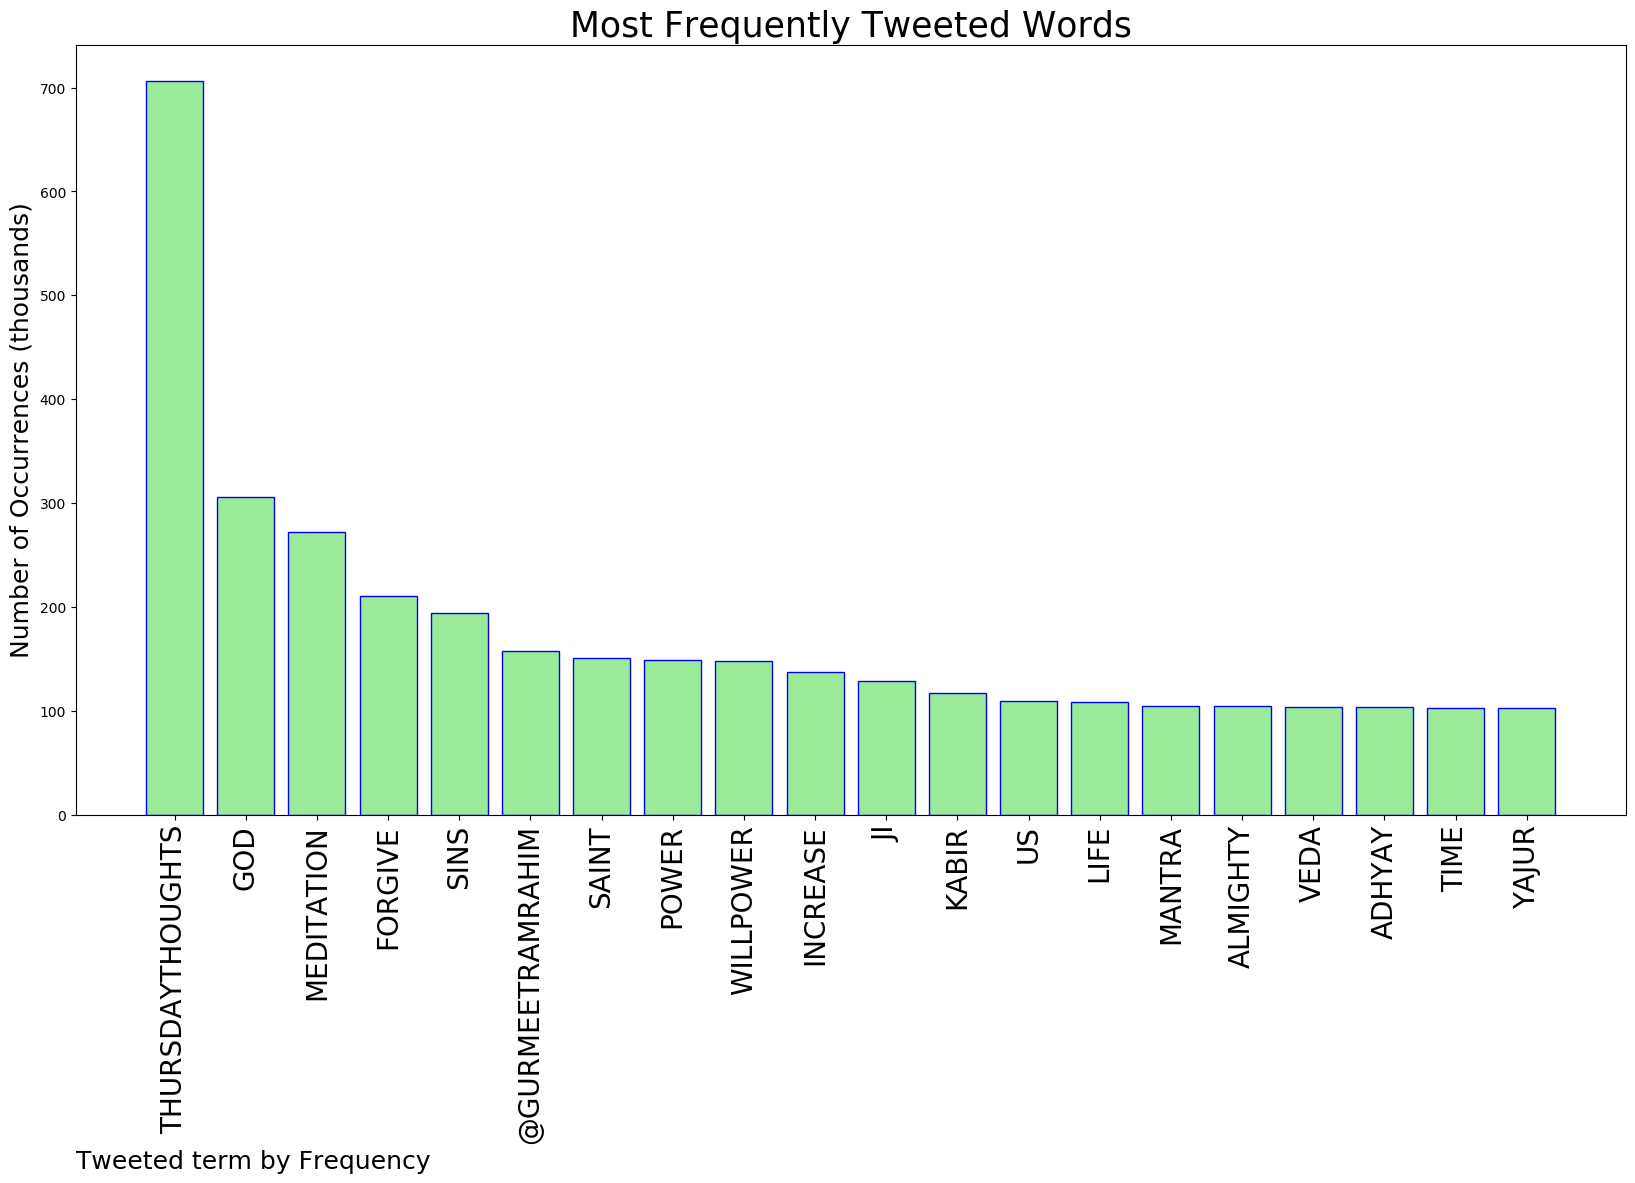 Most Frequently Tweeted Words
Number of Occurrences (thousands)
700
600
500
400
300
200
100
0
THURSDAYTHOUGHTS
GOD
MEDITATION
FORGIVE
SINS
@GURMEETRAMRAHIM
SAINT
POWER
WILLPOWER
INCREASE
JI
KABIR
US
LIFE
MANTRA
ALMIGHTY
VEDA
ADHYAY
TIME
YAJUR
Tweeted term by Frequency